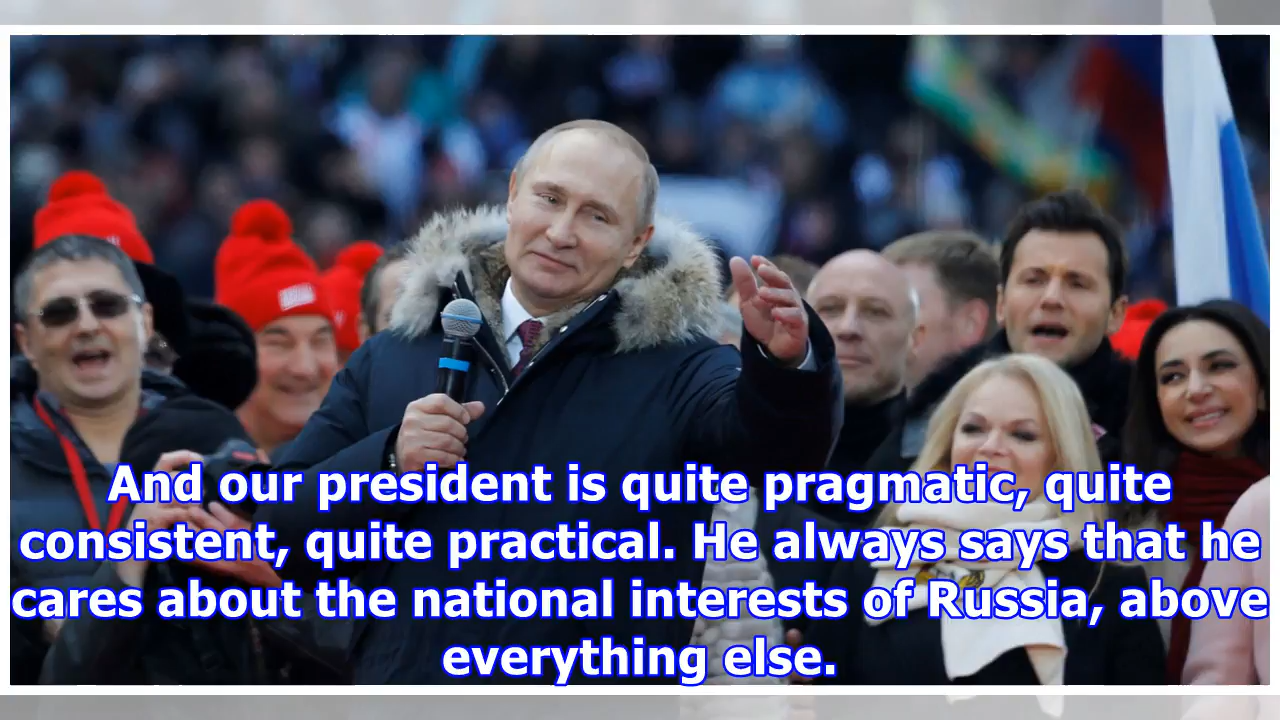 And our president is quite pragmatic, quite
consistent, quite practical. He always says that he
cares about the national interests of Russia, above
everything else.